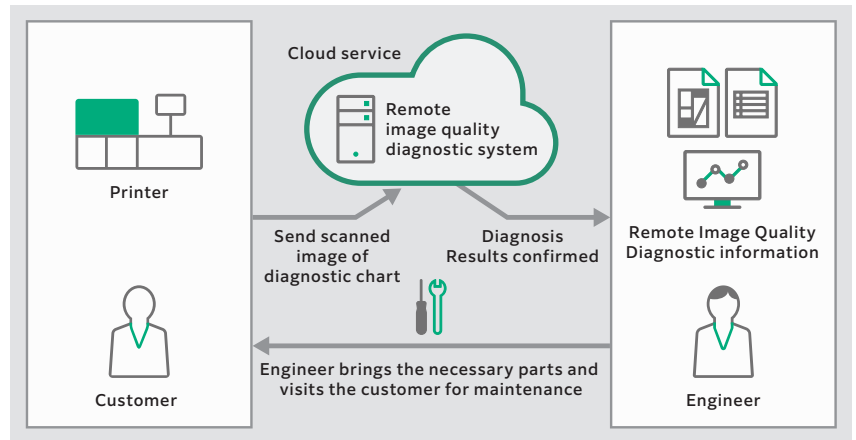 Cloud service
Remote
image quality
diagnostic system
Printer
Send scanned
image of
diagnostic chart
Diagnosis
Results confirmed
Remote Image Quality
Diagnostic information
Customer
Engineer brings the necessary parts and
visits the customer for maintenance
Engineer